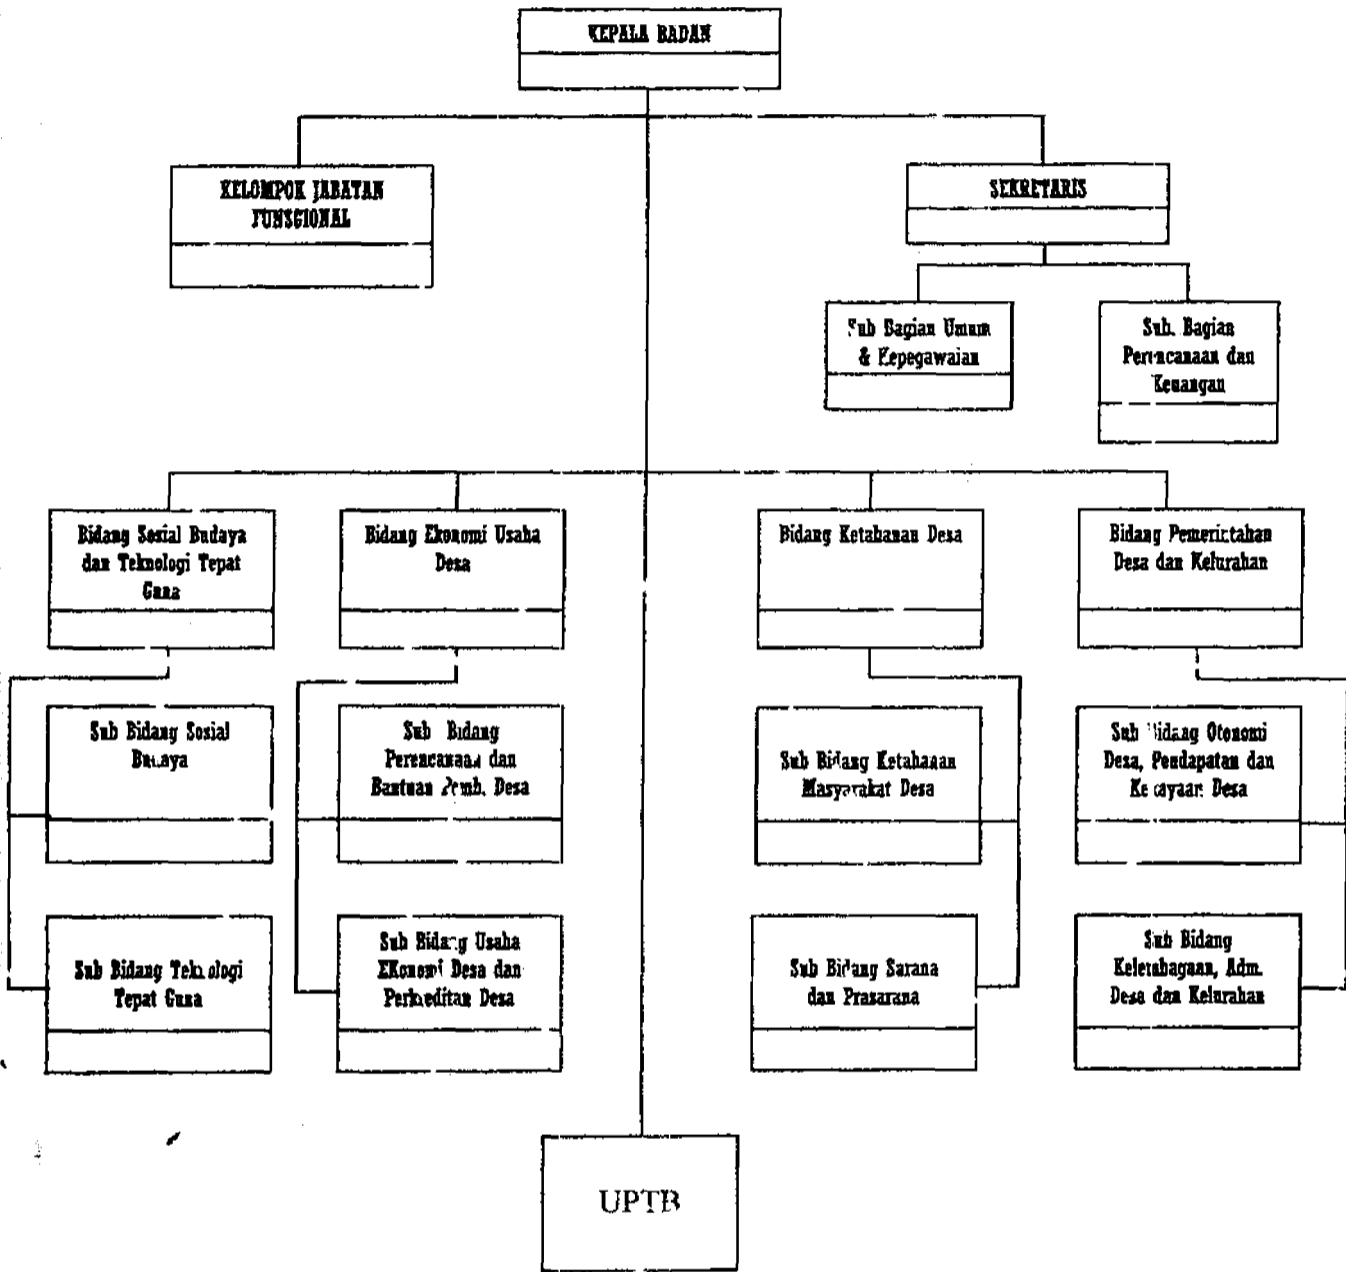 KEPALA BADAN
KELOMPOK JABATAN
FUNSGIONAL
SEKRETARIS
Sub Bagian Umum
& Kepegawaian
Sub. Bagian
Perencanaan dan
Keuangan
Bidang Sosial Budaya
dan Teknologi Tepat
Guna
Bidang Ekonomi Usaha
Desa
Bidang Ketahanan Desa
Bidang Pemerintahan
Desa dan Kelurahan
Sub Bidang Sosial
Budaya
Sub Bidang
Perencanaan dan
Bantuan Pemb. Desa
Sub Bidang Ketahanan
Masyarakat Desa
Sub Bidang Otonomi
Desa, Pendapatan dan
Kekayaan Desa
Sub Bidang Teknologi
Tepat Guna
Sub Bidang Usaha
EKonomi Desa dan
Perkreditan Desa
Sub Bidang Sarana
dan Prasarana
Sub Bidang
Kelembagaan, Adm.
Desa dan Kelurahan
UPTB